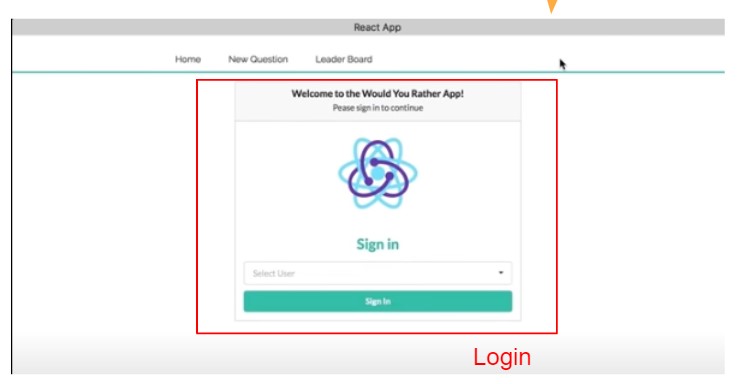 React App
Home New Question Leader Board
Welcome to the Would You Rather App!
Pease sign in to continue
Sign in
Select User
Sign In
Login